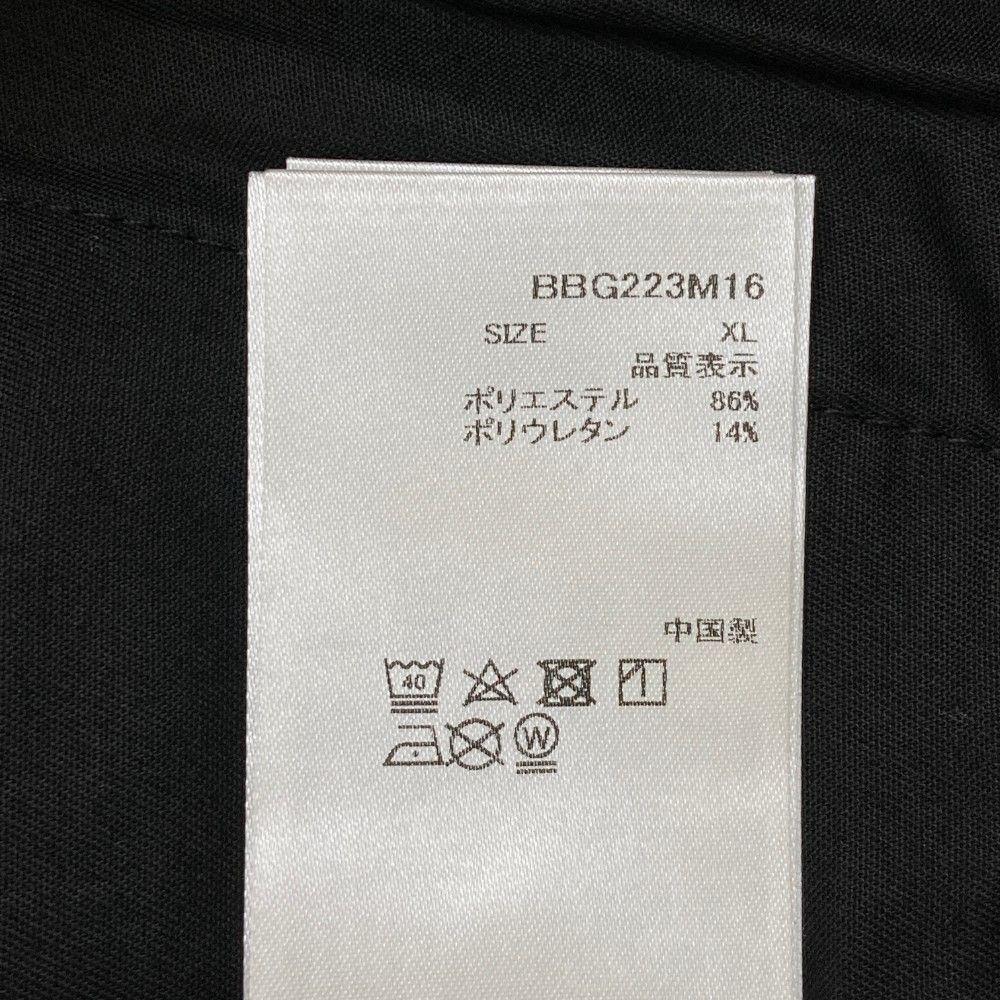 BBG223M16
SIZE XL
品質表示
ポリエステル 86%
ポリウレタン 14%
中国製
40
W